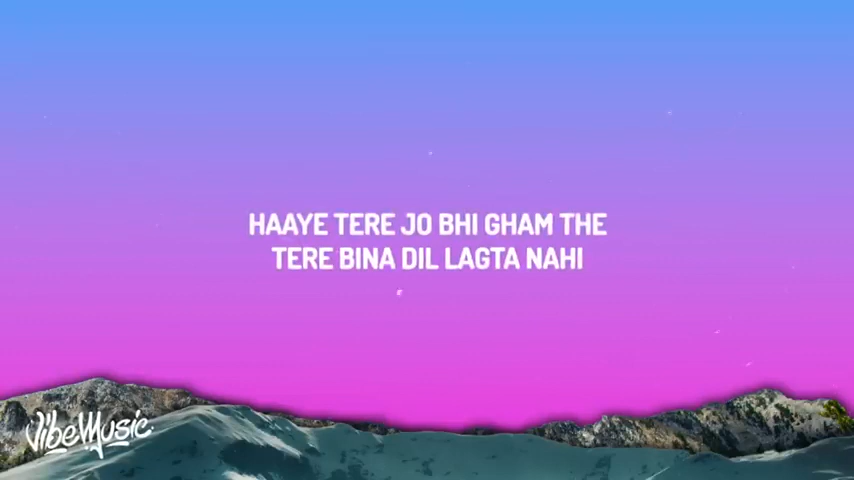 HAAYE TERE JO BHI GHAM THE
TERE BINA DIL LAGTA NAHI
VibeMusic.